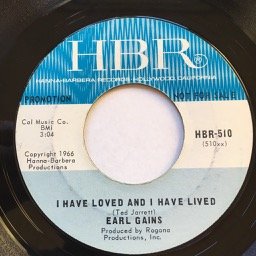 HBR®
HANNA-BARBERA RECORDS • HOLLYWOOD, CALIFORNIA
PROMOTION NOT FOR SALE
Col Music Co.
BMI
3:04
HBR-510
(510xx)
Copyright 1966
Hanna-Barbera
Productions
I HAVE LOVED AND I HAVE LIVED
(Ted Jarrett)
EARL GAINS
Produced by Rogana
Productions, Inc.